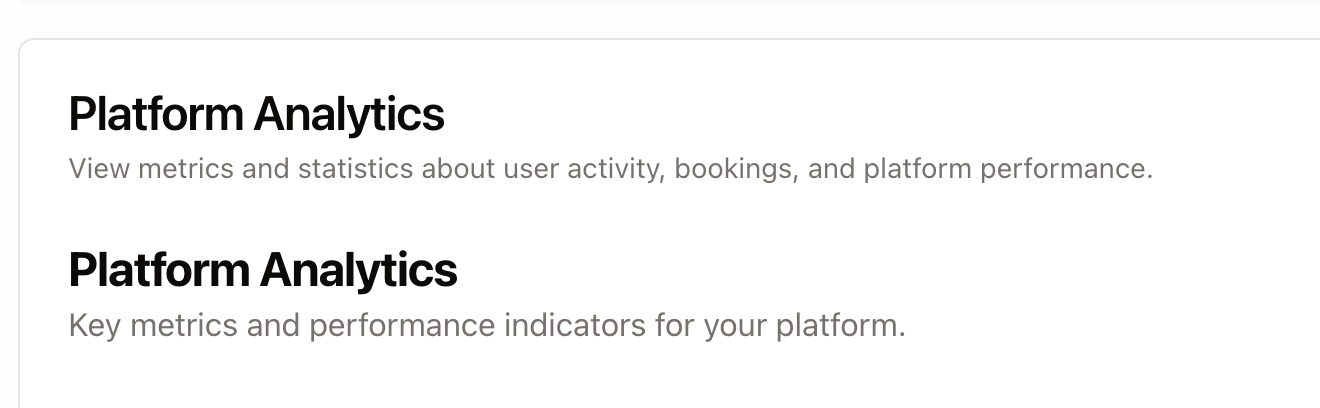 Platform Analytics
View metrics and statistics about user activity, bookings, and platform performance.
Platform Analytics
Key metrics and performance indicators for your platform.